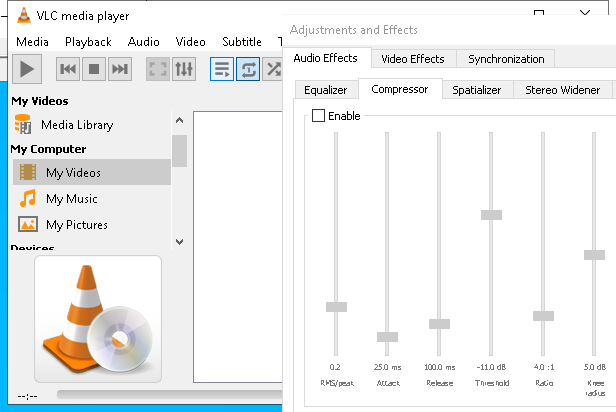 VLC media player
Media Playback Audio Video Subtitle
My Videos
Media Library
My Computer
My Videos
My Music
My Pictures
Devices
--:--
Adjustments and Effects
Audio Effects Video Effects Synchronization
Equalizer Compressor Spatializer Stereo Widener
Enable
0.2 25.0 ms 100.0 ms -11.0 dB 4.0 :1 5.0 dB
RMS/peak Attack Release Threshold Ratio Knee
radius